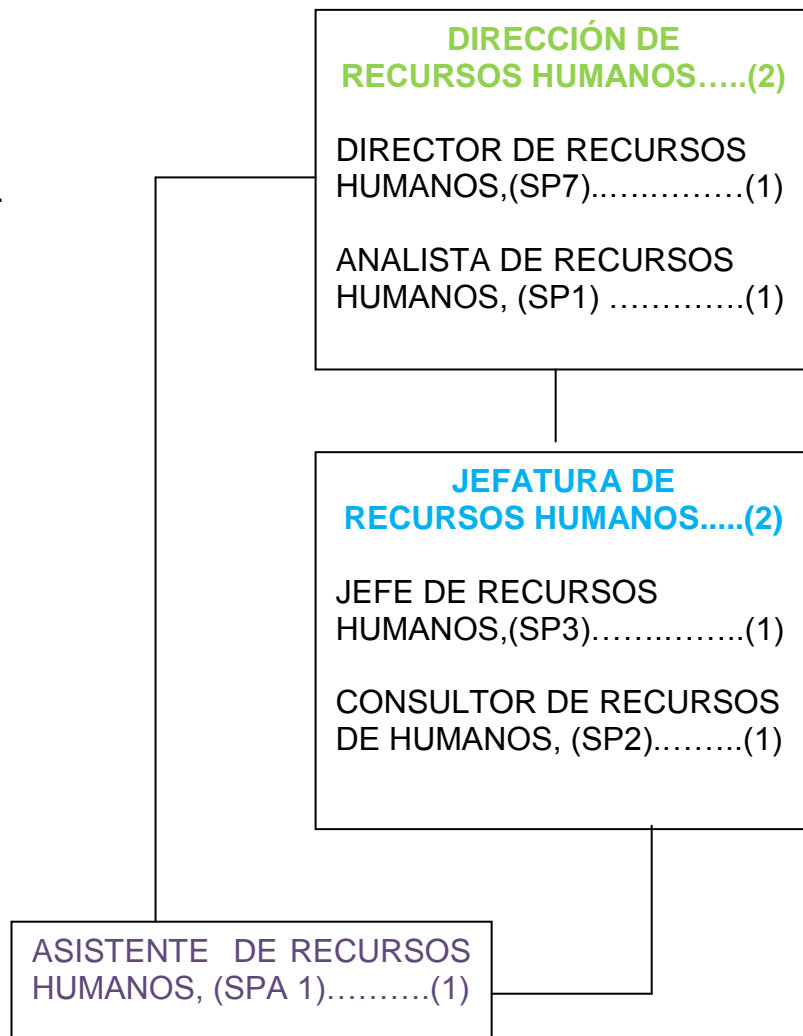 DIRECCIÓN DE
RECURSOS HUMANOS…..(2)
DIRECTOR DE RECURSOS
HUMANOS,(SP7)..…..………(1)
ANALISTA DE RECURSOS
HUMANOS, (SP1) ………….(1)
JEFATURA DE
RECURSOS HUMANOS.....(2)
JEFE DE RECURSOS
HUMANOS,(SP3)…….……..(1)
CONSULTOR DE RECURSOS
DE HUMANOS, (SP2)..……..(1)
ASISTENTE DE RECURSOS
HUMANOS, (SPA 1)……….(1)